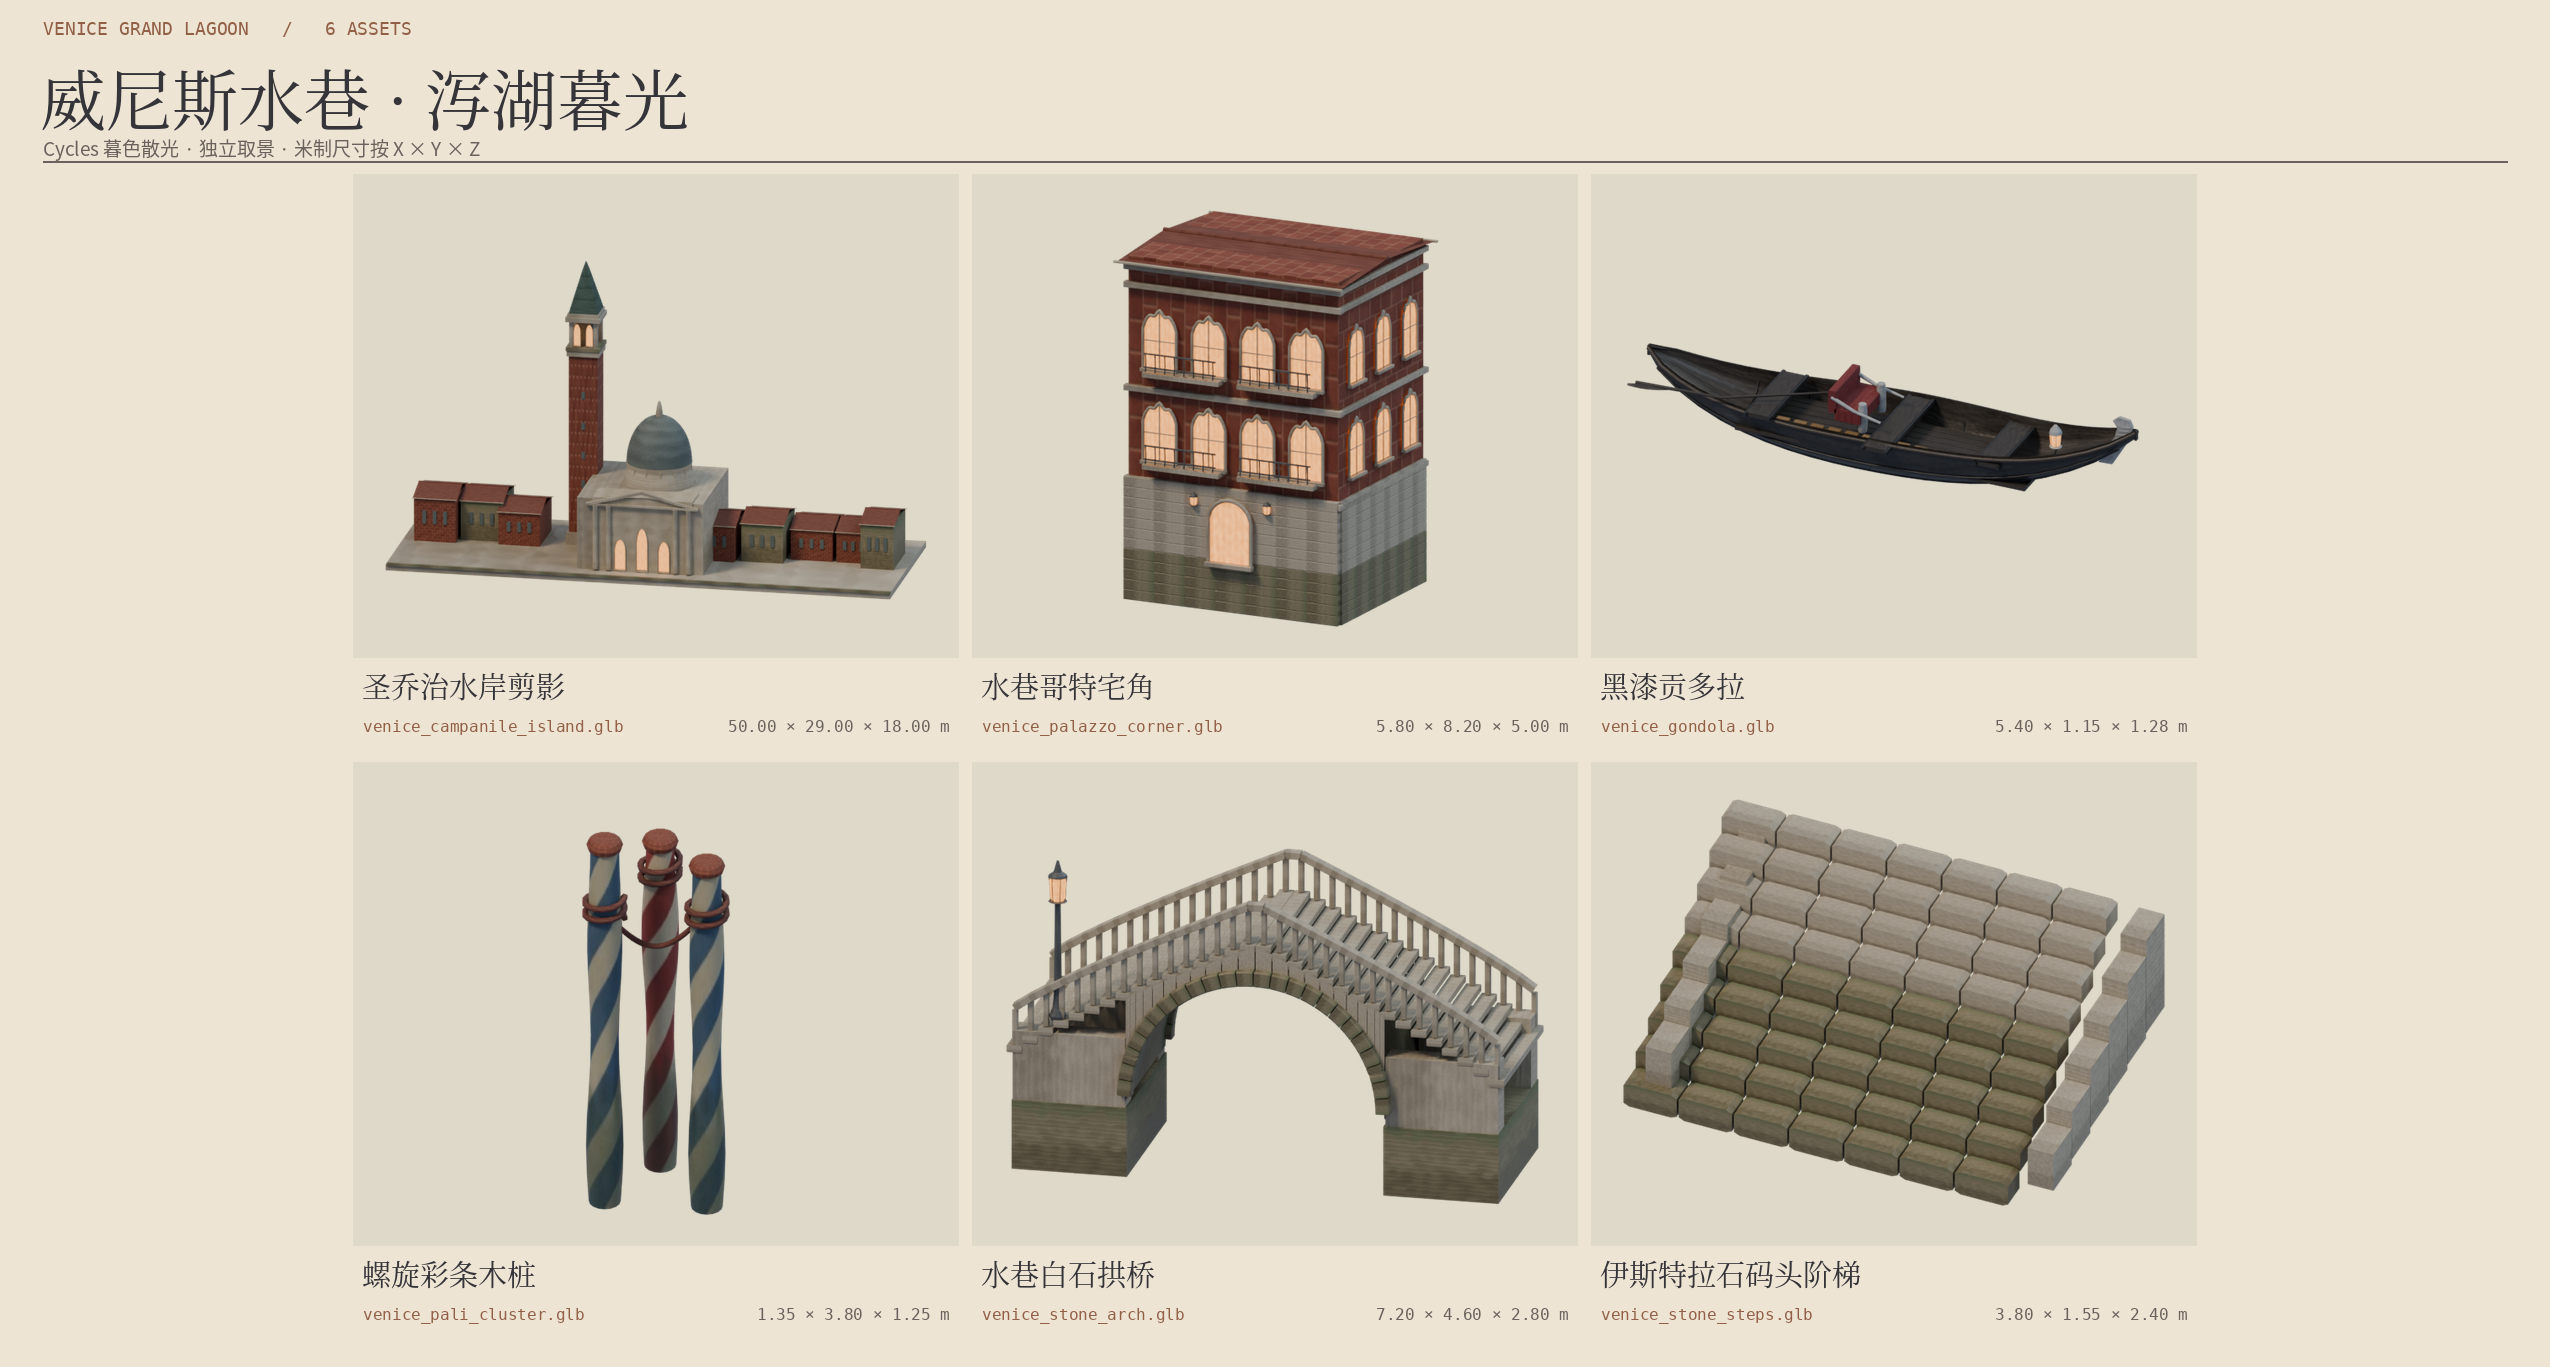 VENICE GRAND LAGOON / 6 ASSETS
威尼斯水巷 · 泻湖暮光
Cycles 暮色散光 · 独立取景 · 米制尺寸按 X × Y × Z
圣乔治水岸剪影
venice_campanile_island.glb 50.00 × 29.00 × 18.00 m
水巷哥特宅角
venice_palazzo_corner.glb 5.80 × 8.20 × 5.00 m
黑漆贡多拉
venice_gondola.glb 5.40 × 1.15 × 1.28 m
螺旋彩条木桩
venice_pali_cluster.glb 1.35 × 3.80 × 1.25 m
水巷白石拱桥
venice_stone_arch.glb 7.20 × 4.60 × 2.80 m
伊斯特拉石码头阶梯
venice_stone_steps.glb 3.80 × 1.55 × 2.40 m